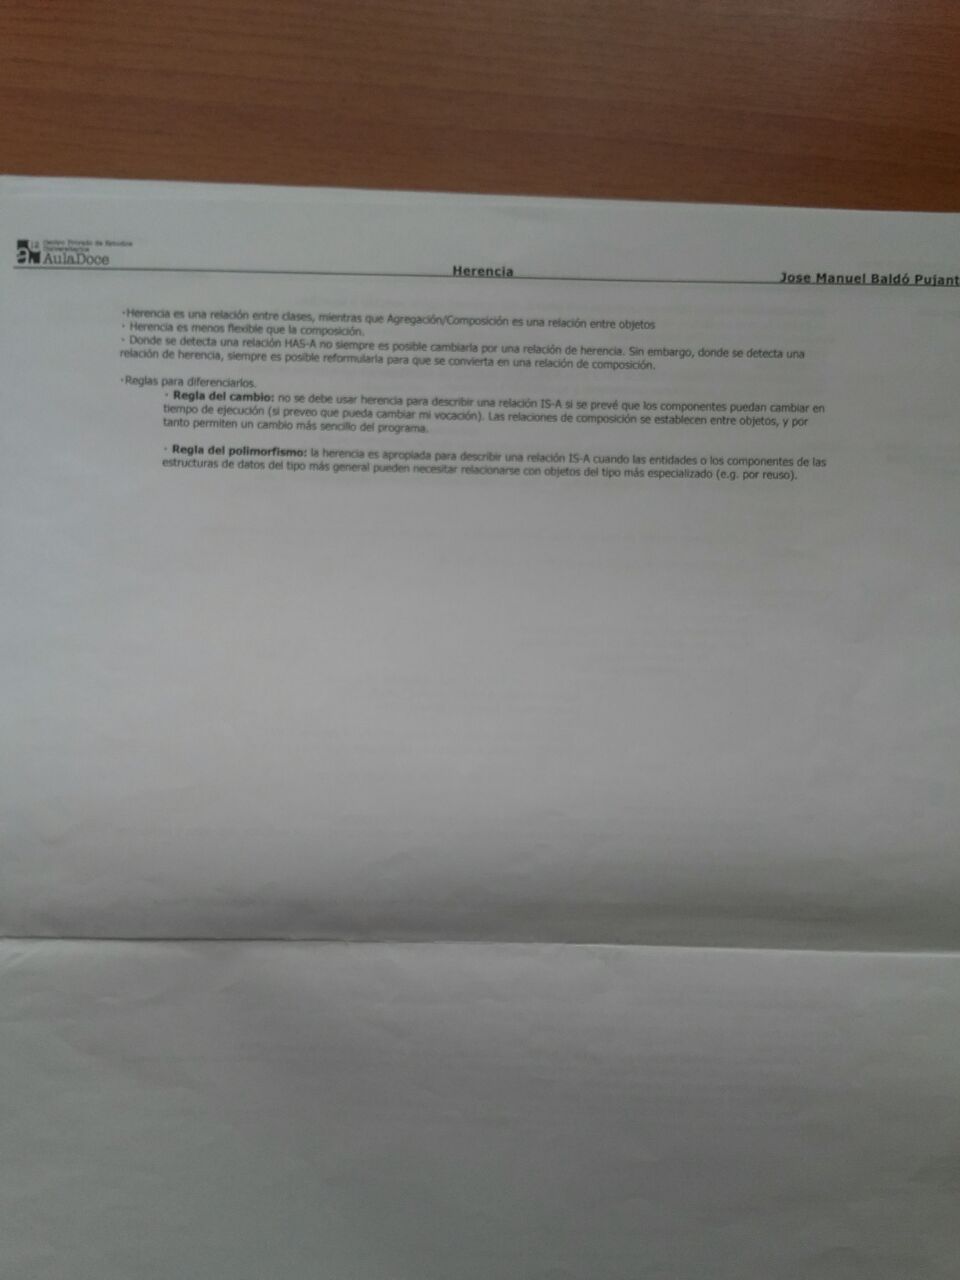 12 Centro Privado de Estudios
Universitarios
AulaDoce
Herencia
Jose Manuel Baldó Pujant
·Herencia es una relación entre clases, mientras que Agregación/Composición es una relación entre objetos
· Herencia es menos flexible que la composición.
· Donde se detecta una relación HAS-A no siempre es posible cambiarla por una relación de herencia. Sin embargo, donde se detecta una
relación de herencia, siempre es posible reformularla para que se convierta en una relación de composición.
·Reglas para diferenciarlos.
· Regla del cambio: no se debe usar herencia para describir una relación IS-A si se prevé que los componentes puedan cambiar en
tiempo de ejecución (si preveo que pueda cambiar mi vocación). Las relaciones de composición se establecen entre objetos, y por
tanto permiten un cambio más sencillo del programa.
· Regla del polimorfismo: la herencia es apropiada para describir una relación IS-A cuando las entidades o los componentes de las
estructuras de datos del tipo más general pueden necesitar relacionarse con objetos del tipo más especializado (e.g. por reuso).